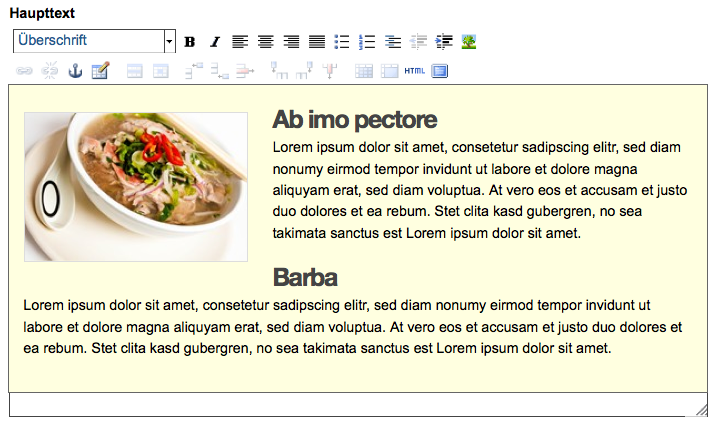 Haupttext
Überschrift
B I
HTML
Ab imo pectore
Lorem ipsum dolor sit amet, consetetur sadipscing elitr, sed diam
nonumy eirmod tempor invidunt ut labore et dolore magna
aliquyam erat, sed diam voluptua. At vero eos et accusam et justo
duo dolores et ea rebum. Stet clita kasd gubergren, no sea
takimata sanctus est Lorem ipsum dolor sit amet.
Barba
Lorem ipsum dolor sit amet, consetetur sadipscing elitr, sed diam nonumy eirmod tempor invidunt ut
labore et dolore magna aliquyam erat, sed diam voluptua. At vero eos et accusam et justo duo dolores et
ea rebum. Stet clita kasd gubergren, no sea takimata sanctus est Lorem ipsum dolor sit amet.